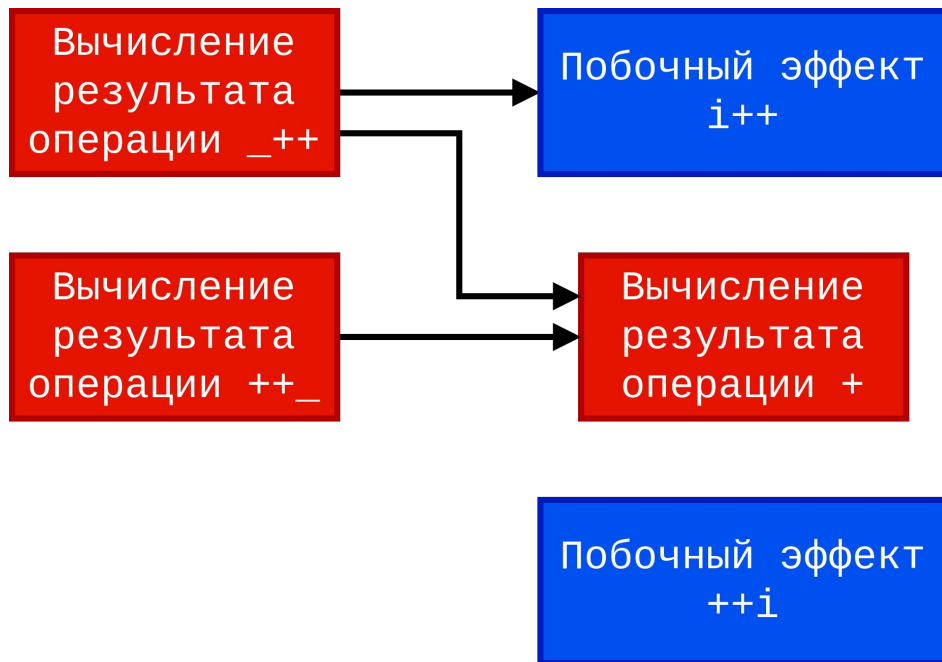 Вычисление
результата
операции _++
Побочный эффект
i++
Вычисление
результата
операции ++_
Вычисление
результата
операции +
Побочный эффект
++i